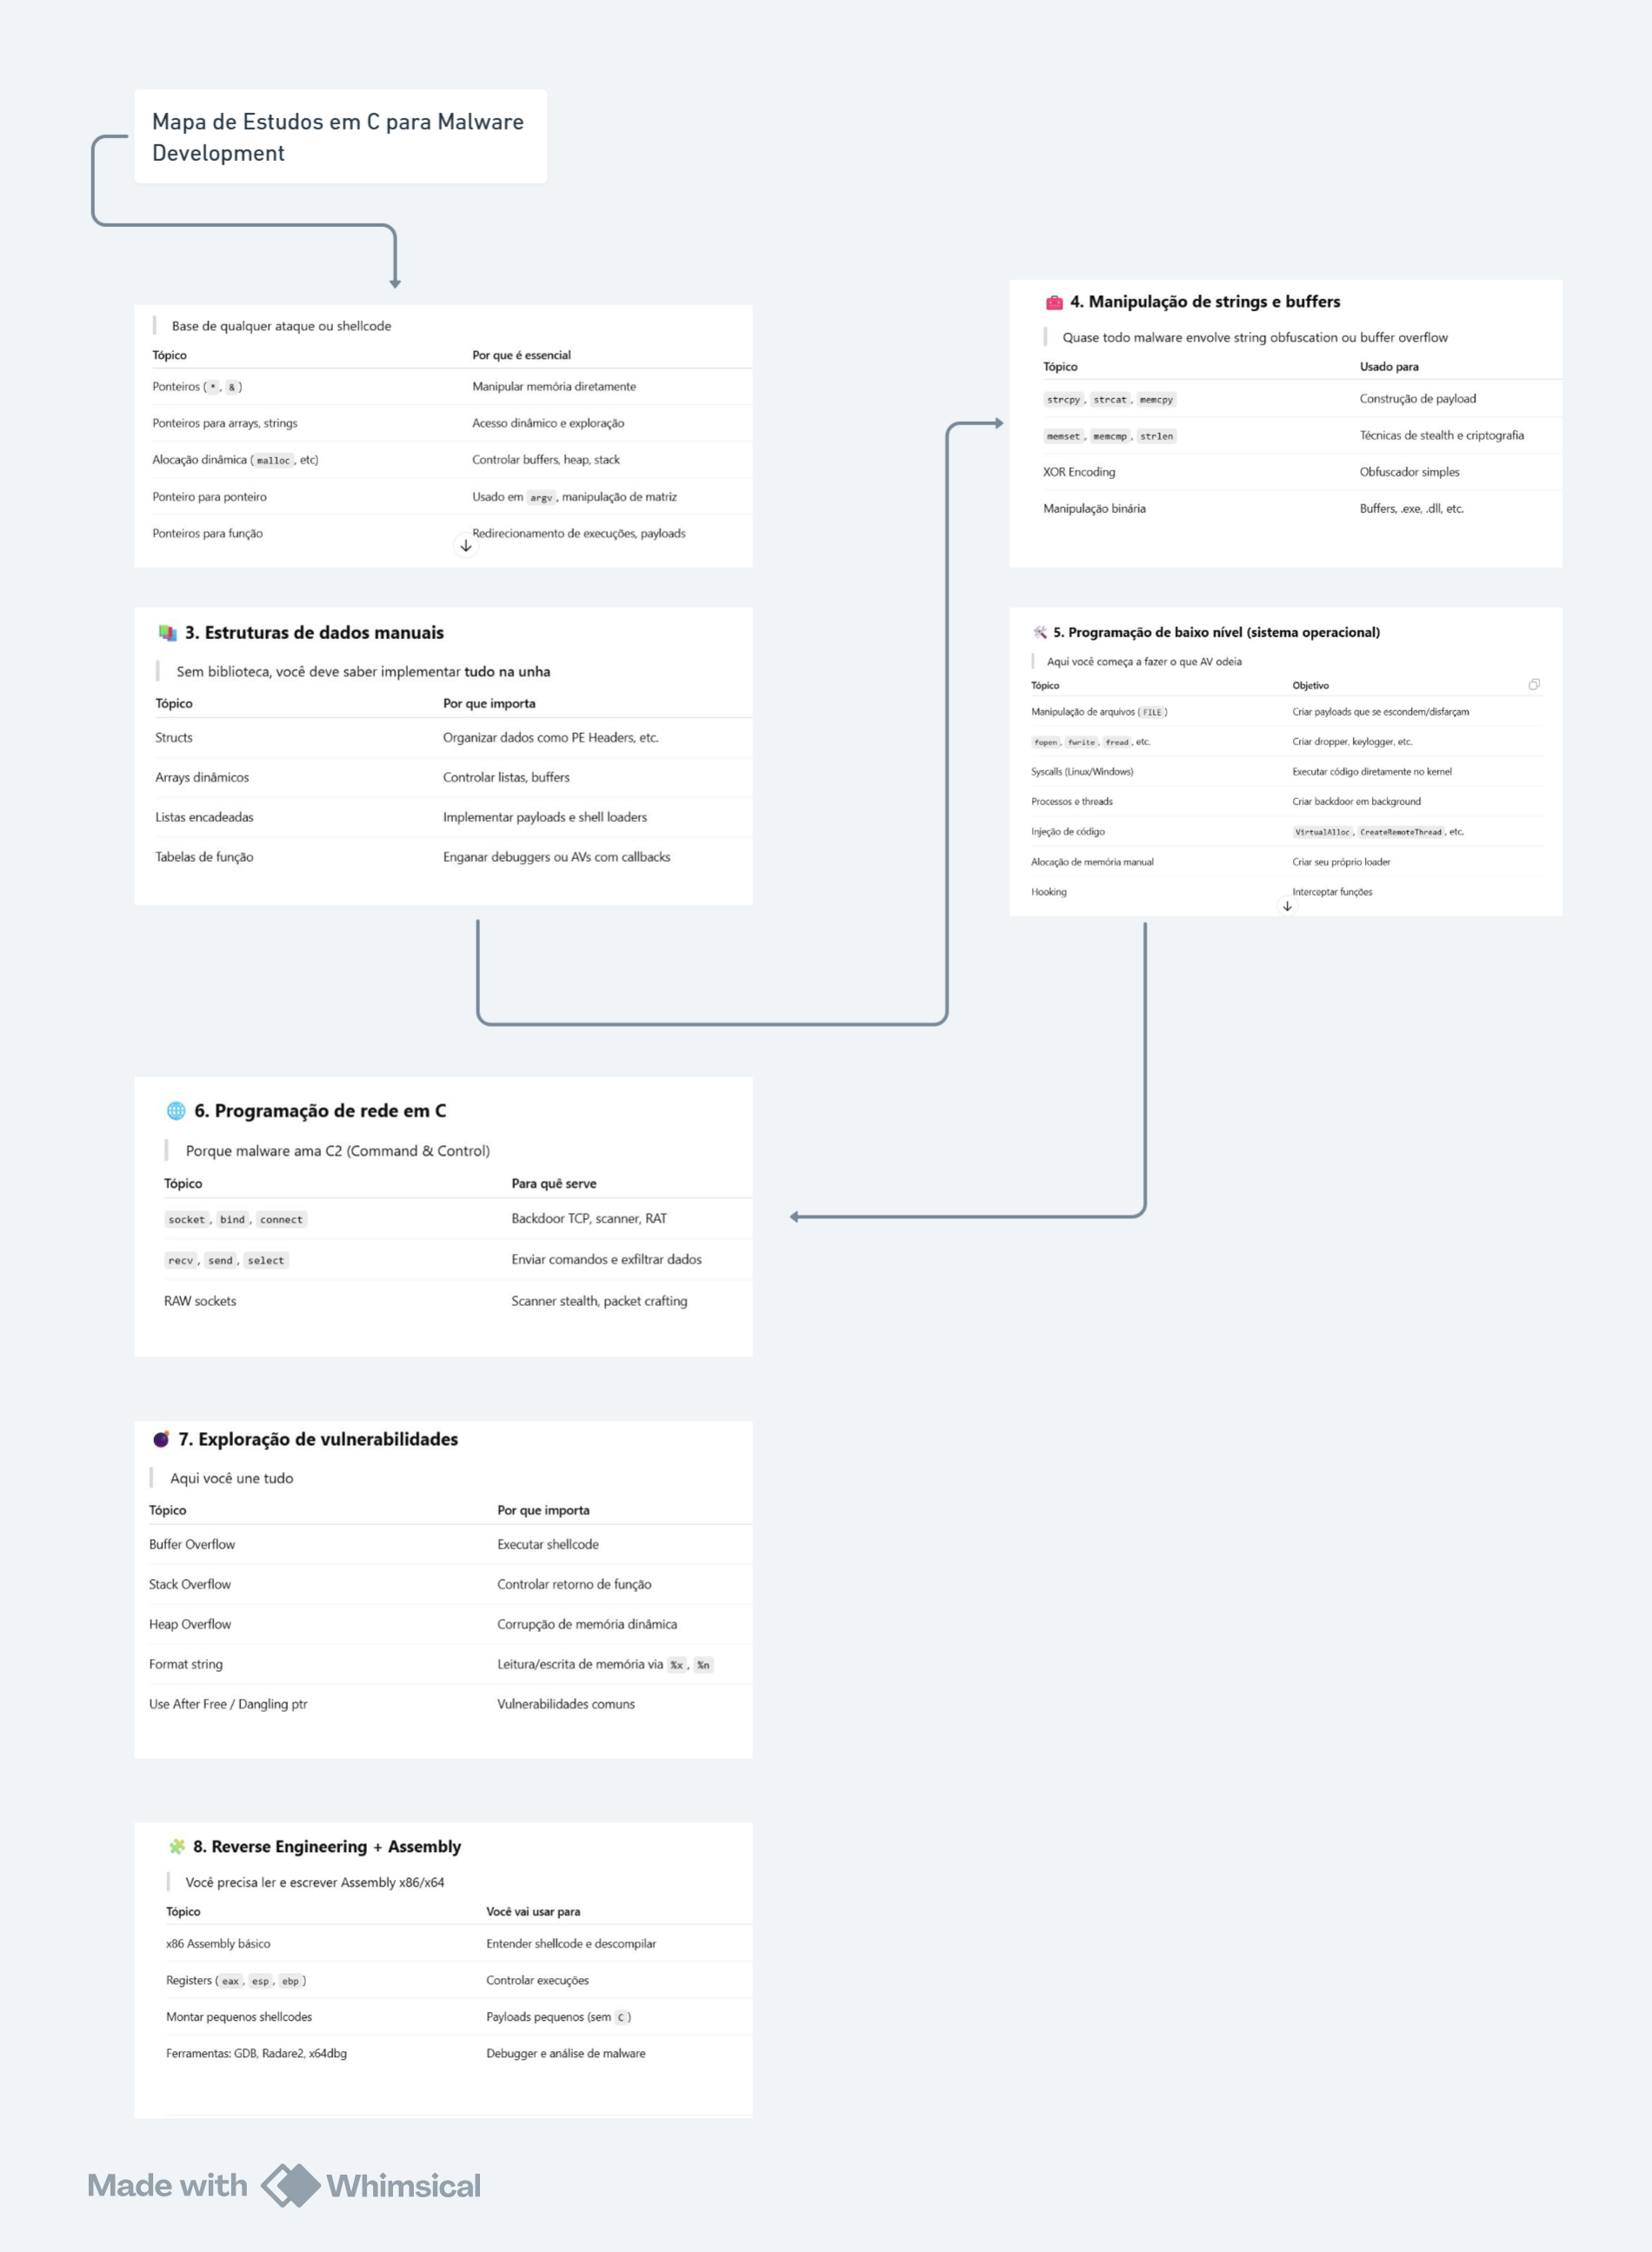 Mapa de Estudos em C para Malware
Development
Base de qualquer ataque ou shellcode
Tópico Por que é essencial
Ponteiros ( *, & ) Manipular memória diretamente
Ponteiros para arrays, strings Acesso dinâmico e exploração
Alocação dinâmica ( malloc , etc) Controlar buffers, heap, stack
Ponteiro para ponteiro Usado em argv , manipulação de matriz
Ponteiros para função Redirecionamento de execuções, payloads
3. Estruturas de dados manuais
Sem biblioteca, você deve saber implementar tudo na unha
Tópico Por que importa
Structs Organizar dados como PE Headers, etc.
Arrays dinâmicos Controlar listas, buffers
Listas encadeadas Implementar payloads e shell loaders
Tabelas de função Enganar debuggers ou AVs com callbacks
4. Manipulação de strings e buffers
Quase todo malware envolve string obfuscation ou buffer overflow
Tópico Usado para
strcpy , strcat , memcpy Construção de payload
memset , memcmp , strlen Técnicas de stealth e criptografia
XOR Encoding Obfuscador simples
Manipulação binária Buffers, .exe, .dll, etc.
5. Programação de baixo nível (sistema operacional)
Aqui você começa a fazer o que AV odeia
Tópico Objetivo
Manipulação de arquivos ( FILE ) Criar payloads que se escondem/disfarçam
fopen , fwrite , fread , etc. Criar dropper, keylogger, etc.
Syscalls (Linux/Windows) Executar código diretamente no kernel
Processos e threads Criar backdoor em background
Injeção de código VirtualAlloc , CreateRemoteThread , etc.
Alocação de memória manual Criar seu próprio loader
Hooking Interceptar funções
6. Programação de rede em C
Porque malware ama C2 (Command & Control)
Tópico Para quê serve
socket , bind , connect Backdoor TCP, scanner, RAT
recv , send , select Enviar comandos e exfiltrar dados
RAW sockets Scanner stealth, packet crafting
7. Exploração de vulnerabilidades
Aqui você une tudo
Tópico Por que importa
Buffer Overflow Executar shellcode
Stack Overflow Controlar retorno de função
Heap Overflow Corrupção de memória dinâmica
Format string Leitura/escrita de memória via %x , %n
Use After Free / Dangling ptr Vulnerabilidades comuns
8. Reverse Engineering + Assembly
Você precisa ler e escrever Assembly x86/x64
Tópico Você vai usar para
x86 Assembly básico Entender shellcode e descompilar
Registers ( eax , esp , ebp ) Controlar execuções
Montar pequenos shellcodes Payloads pequenos (sem C )
Ferramentas: GDB, Radare2, x64dbg Debugger e análise de malware
Made with Whimsical